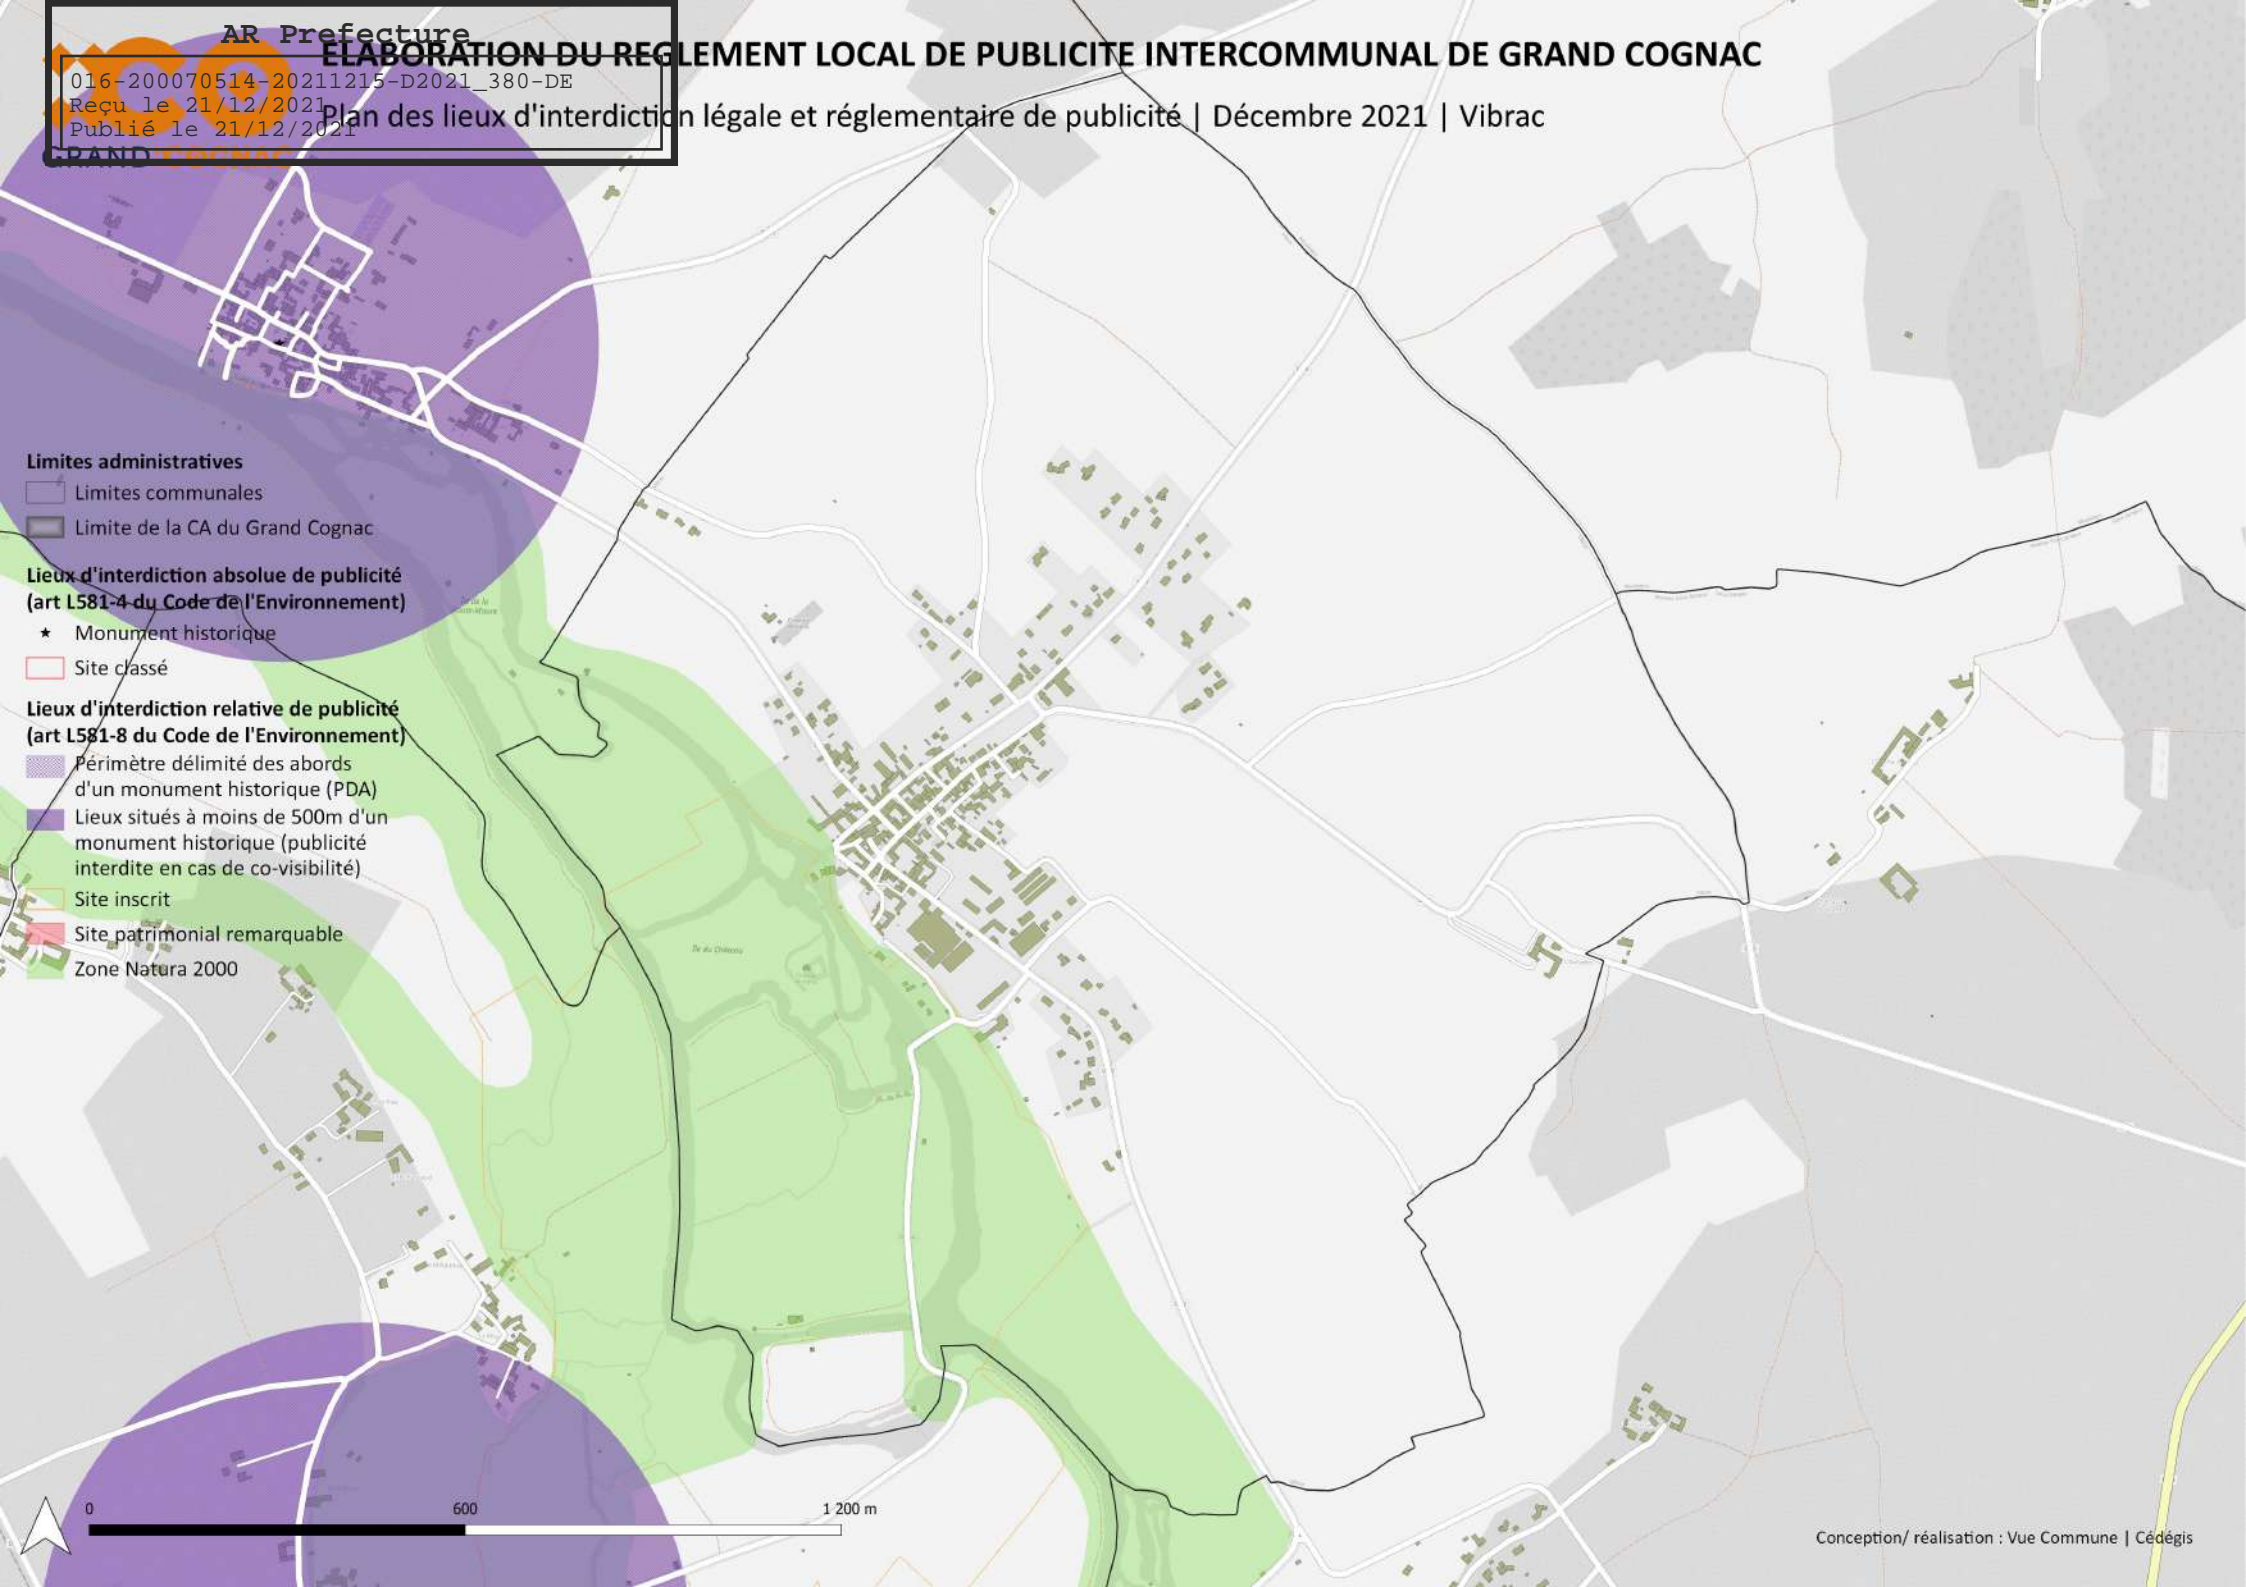 AR Prefecture
016-200070514-20211215-D2021_380-DE
Reçu le 21/12/2021
Publié le 21/12/2021
GRAND COGNAC
ELABORATION DU REGLEMENT LOCAL DE PUBLICITE INTERCOMMUNAL DE GRAND COGNAC
Plan des lieux d'interdiction légale et réglementaire de publicité | Décembre 2021 | Vibrac
Limites administratives
Limites communales
Limite de la CA du Grand Cognac
Lieux d'interdiction absolue de publicité
(art L581-4 du Code de l'Environnement)
Monument historique
Site classé
Lieux d'interdiction relative de publicité
(art L581-8 du Code de l'Environnement)
Périmètre délimité des abords
d'un monument historique (PDA)
Lieux situés à moins de 500m d'un
monument historique (publicité
interdite en cas de co-visibilité)
Site inscrit
Site patrimonial remarquable
Zone Natura 2000
Île du Château
0 600 1 200 m
Conception/ réalisation : Vue Commune | Cédégis